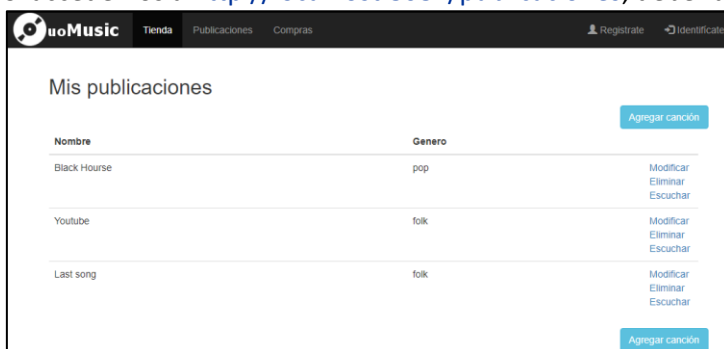 uoMusic Tienda Publicaciones Compras Registrate Identifícate
Mis publicaciones
Agregar canción
Nombre Genero
Black Hourse pop Modificar
Eliminar
Escuchar
Youtube folk Modificar
Eliminar
Escuchar
Last song folk Modificar
Eliminar
Escuchar
Agregar canción